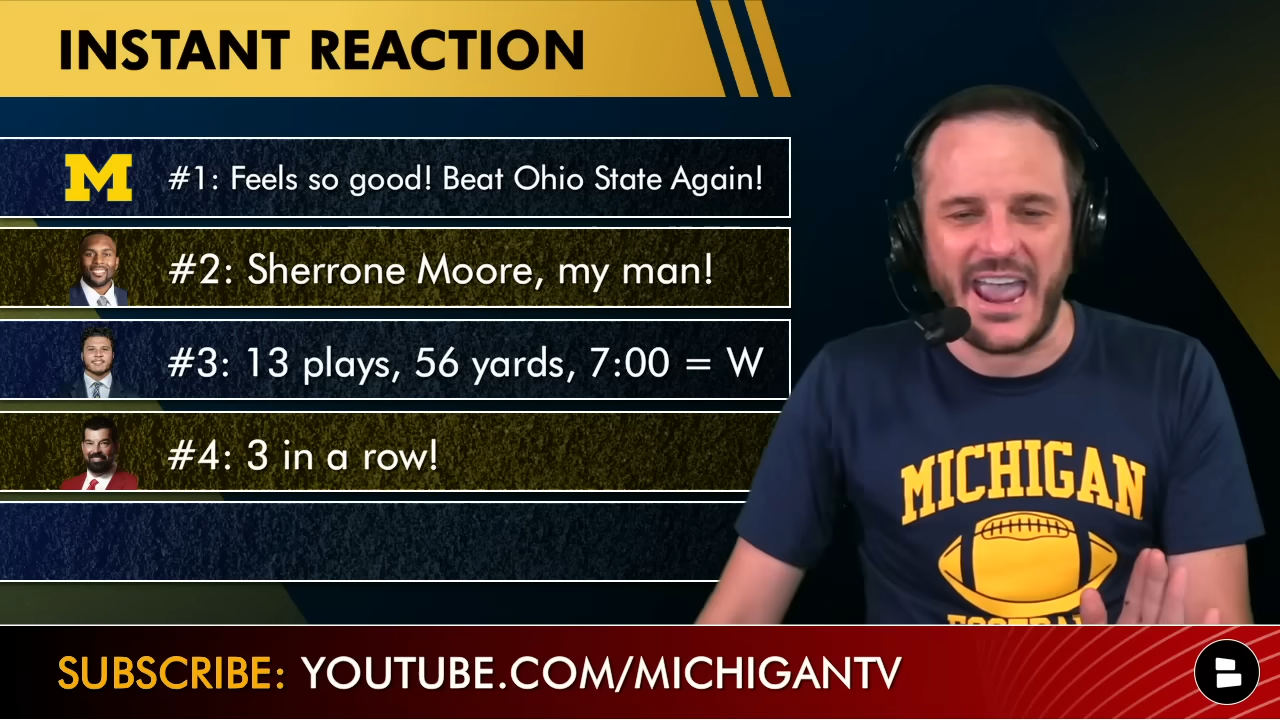 INSTANT REACTION
M
#1: Feels so good! Beat Ohio State Again!
#2: Sherrone Moore, my man!
#3: 13 plays, 56 yards, 7:00 = W
#4: 3 in a row!
MICHIGAN
FOOTBALL
SUBSCRIBE: YOUTUBE.COM/MICHIGANTV